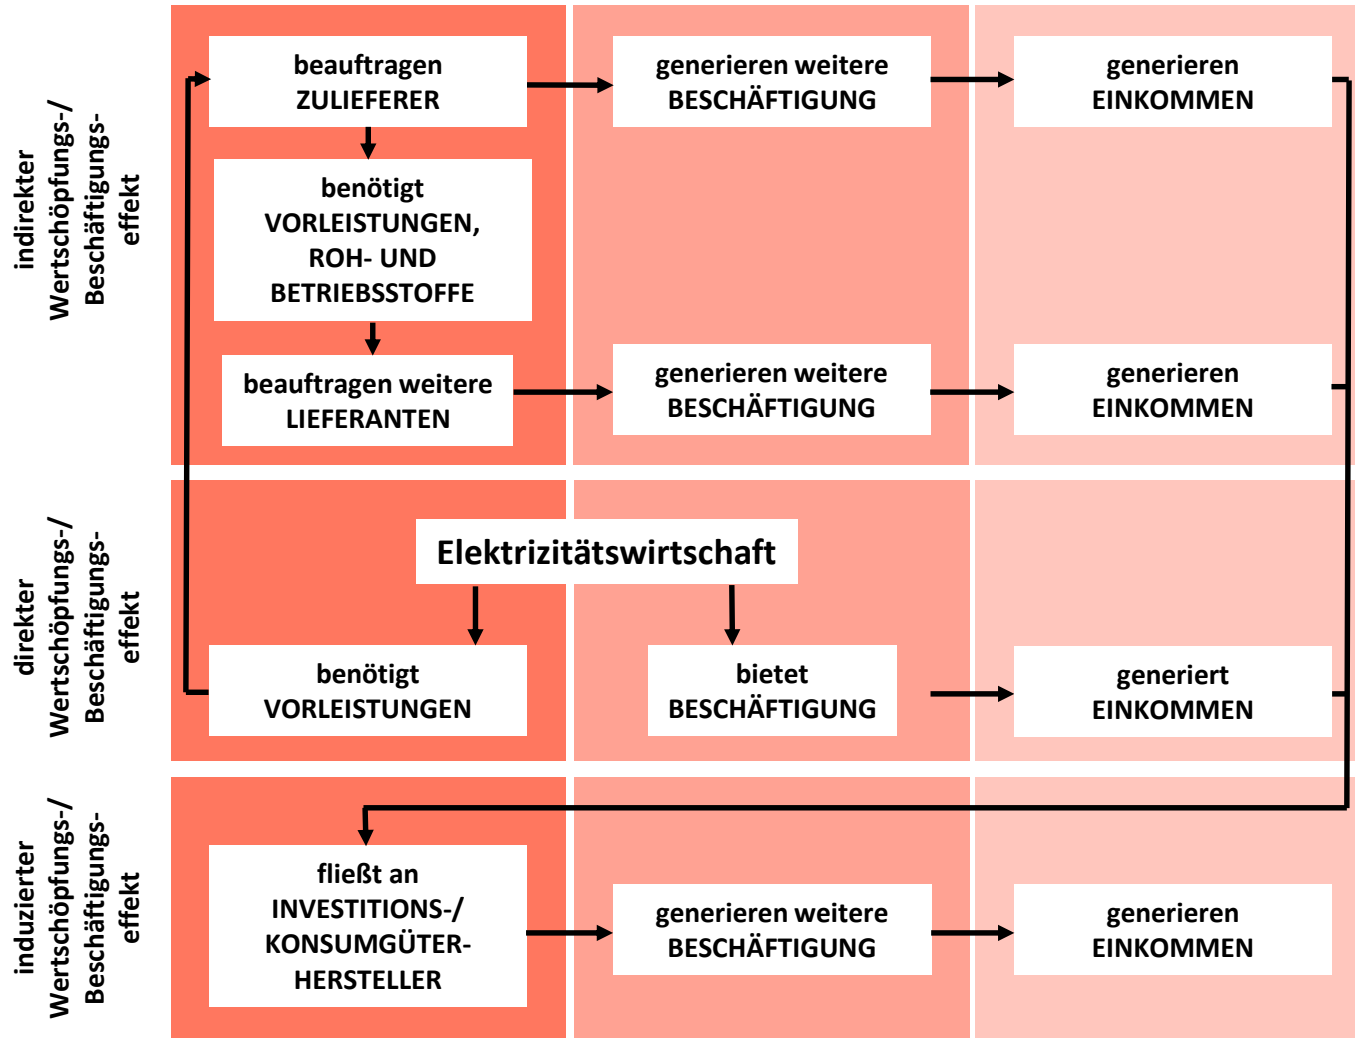 indirekter
Wertschöpfungs-/
Beschäftigungs-
effekt
beauftragen
ZULIEFERER
generieren weitere
BESCHÄFTIGUNG
generieren
EINKOMMEN
benötigt
VORLEISTUNGEN,
ROH- UND
BETRIEBSSTOFFE
beauftragen weitere
LIEFERANTEN
generieren weitere
BESCHÄFTIGUNG
generieren
EINKOMMEN
direkter
Wertschöpfungs-/
Beschäftigungs-
effekt
Elektrizitätswirtschaft
benötigt
VORLEISTUNGEN
bietet
BESCHÄFTIGUNG
generiert
EINKOMMEN
induzierter
Wertschöpfungs-/
Beschäftigungs-
effekt
fließt an
INVESTITIONS-/
KONSUMGÜTER-
HERSTELLER
generieren weitere
BESCHÄFTIGUNG
generieren
EINKOMMEN